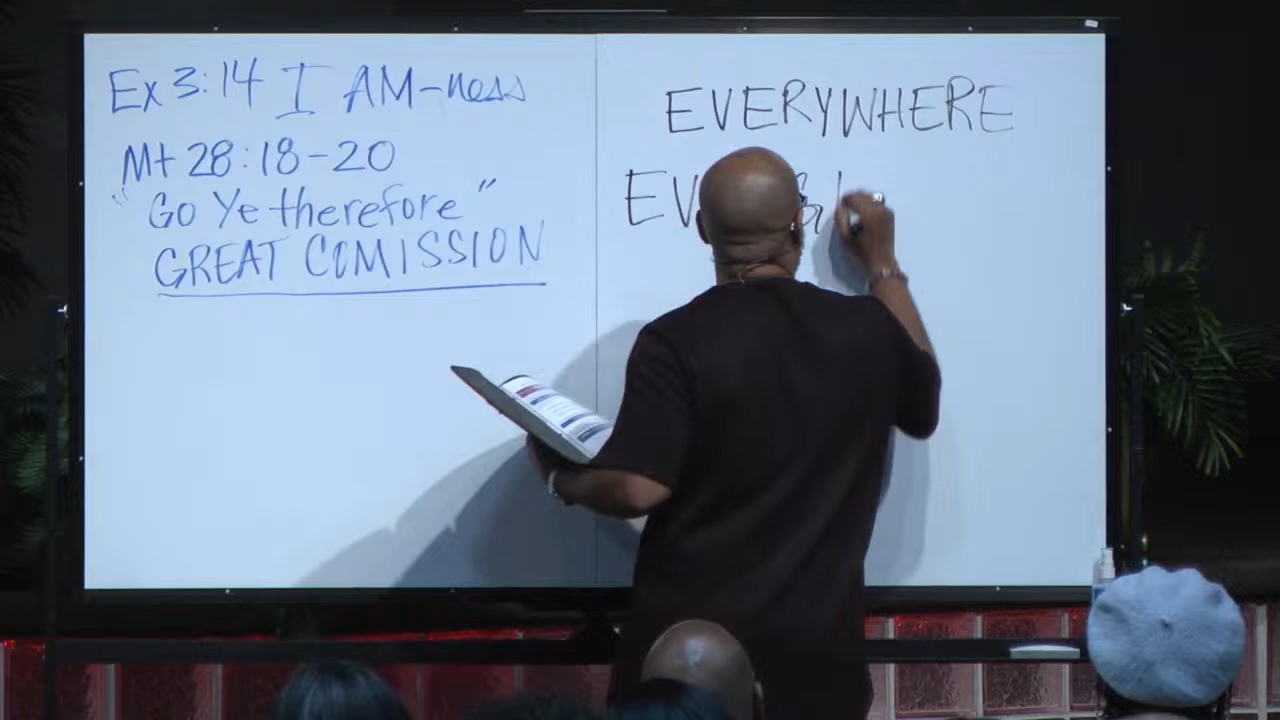 Ex 3:14 I AM-ness
Mt 28:18-20
"Go Ye therefore"
GREAT COMISSION
EVERYWHERE